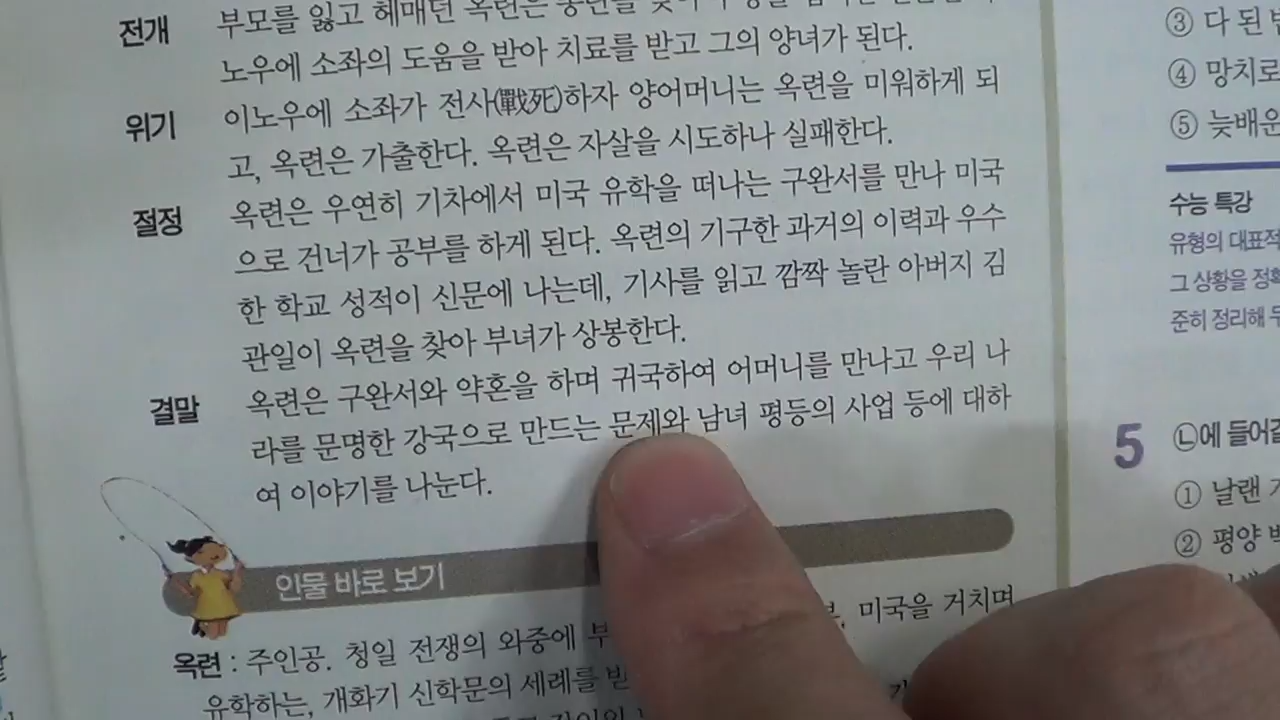 전개 부모를 잃고 헤매던 옥련은
노우에 소좌의 도움을 받아 치료를 받고 그의 양녀가 된다.
위기 이노우에 소좌가 전사(戰死)하자 양어머니는 옥련을 미워하게 되
고, 옥련은 가출한다. 옥련은 자살을 시도하나 실패한다.
절정 옥련은 우연히 기차에서 미국 유학을 떠나는 구완서를 만나 미국
으로 건너가 공부를 하게 된다. 옥련의 기구한 과거의 이력과 우수
한 학교 성적이 신문에 나는데, 기사를 읽고 깜짝 놀란 아버지 김
관일이 옥련을 찾아 부녀가 상봉한다.
결말 옥련은 구완서와 약혼을 하며 귀국하여 어머니를 만나고 우리 나
라를 문명한 강국으로 만드는 문제와 남녀 평등의 사업 등에 대하
여 이야기를 나눈다.
인물 바로 보기
옥련 : 주인공. 청일 전쟁의 와중에 부 미국을 거치며
유학하는, 개화기 신학문의 세례를 받
③ 다 된
④ 망치로
⑤ 늦배운
수능 특강
유형의 대표적
그 상황을 정확
준히 정리해
5 ㉡에 들어갈
① 날랜
② 평양